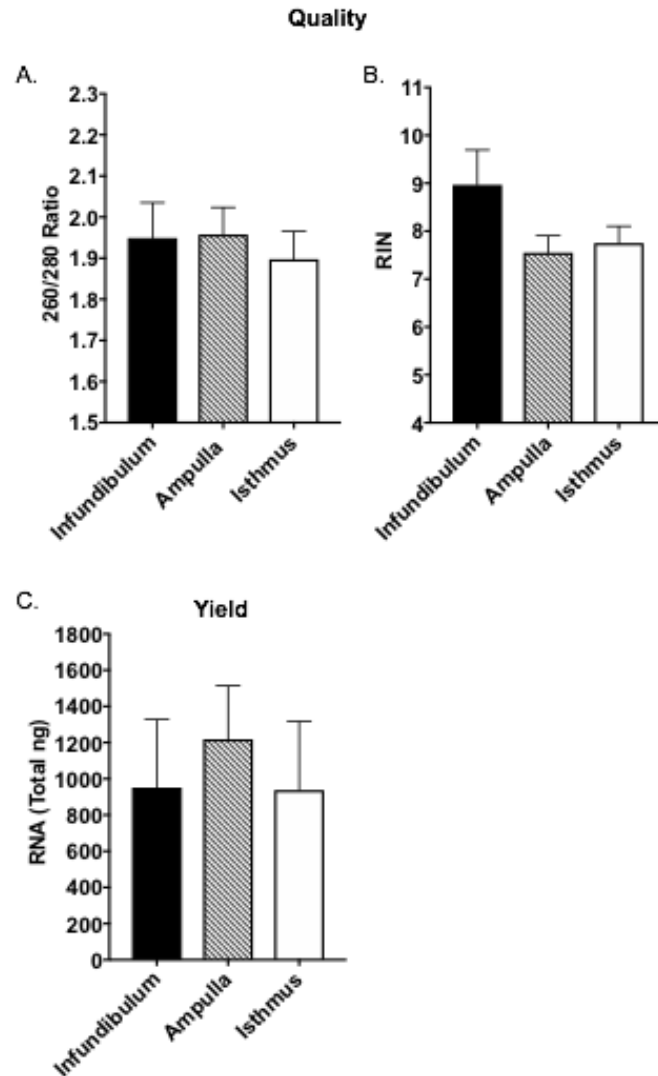 Quality
A.
2.3
2.2
2.1
2.0
1.9
1.8
1.7
1.6
1.5
260/280 Ratio
Infundibulum
Ampulla
Isthmus
B.
11
10
9
8
7
6
5
4
RIN
Infundibulum
Ampulla
Isthmus
C.
Yield
1800
1600
1400
1200
1000
800
600
400
200
0
RNA (Total ng)
Infundibulum
Ampulla
Isthmus